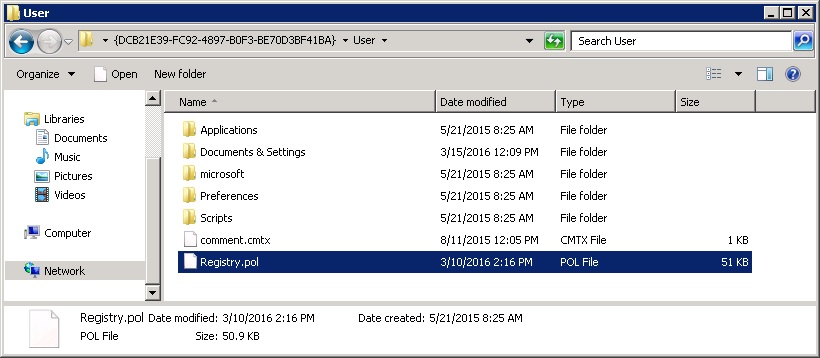 User
{DCB21E39-FC92-4897-B0F3-BE70D3BF41BA} User Search User
Organize Open New folder
Name Date modified Type Size
Libraries
Documents
Music
Pictures
Videos
Computer
Network
Applications 5/21/2015 8:25 AM File folder
Documents & Settings 3/15/2016 12:09 PM File folder
microsoft 5/21/2015 8:25 AM File folder
Preferences 5/21/2015 8:25 AM File folder
Scripts 5/21/2015 8:25 AM File folder
comment.cmtx 8/11/2015 12:05 PM CMTX File 1 KB
Registry.pol 3/10/2016 2:16 PM POL File 51 KB
Registry.pol Date modified: 3/10/2016 2:16 PM Date created: 5/21/2015 8:25 AM
POL File Size: 50.9 KB